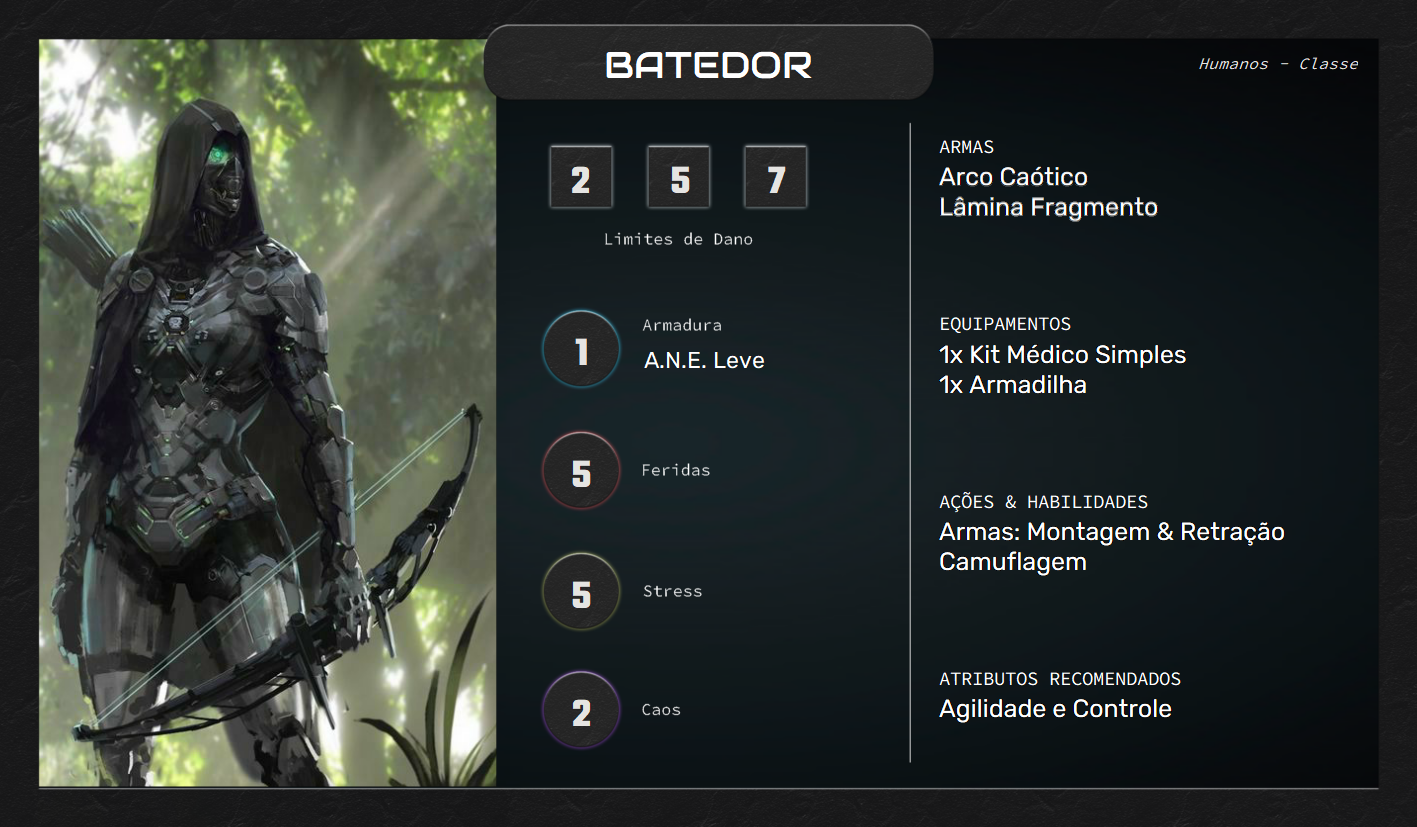 BATEDOR
Humanos - Classe
2 5 7
Limites de Dano
1
Armadura
A.N.E. Leve
5
Feridas
5
Stress
2
Caos
ARMAS
Arco Caótico
Lâmina Fragmento
EQUIPAMENTOS
1x Kit Médico Simples
1x Armadilha
AÇÕES & HABILIDADES
Armas: Montagem & Retração
Camuflagem
ATRIBUTOS RECOMENDADOS
Agilidade e Controle